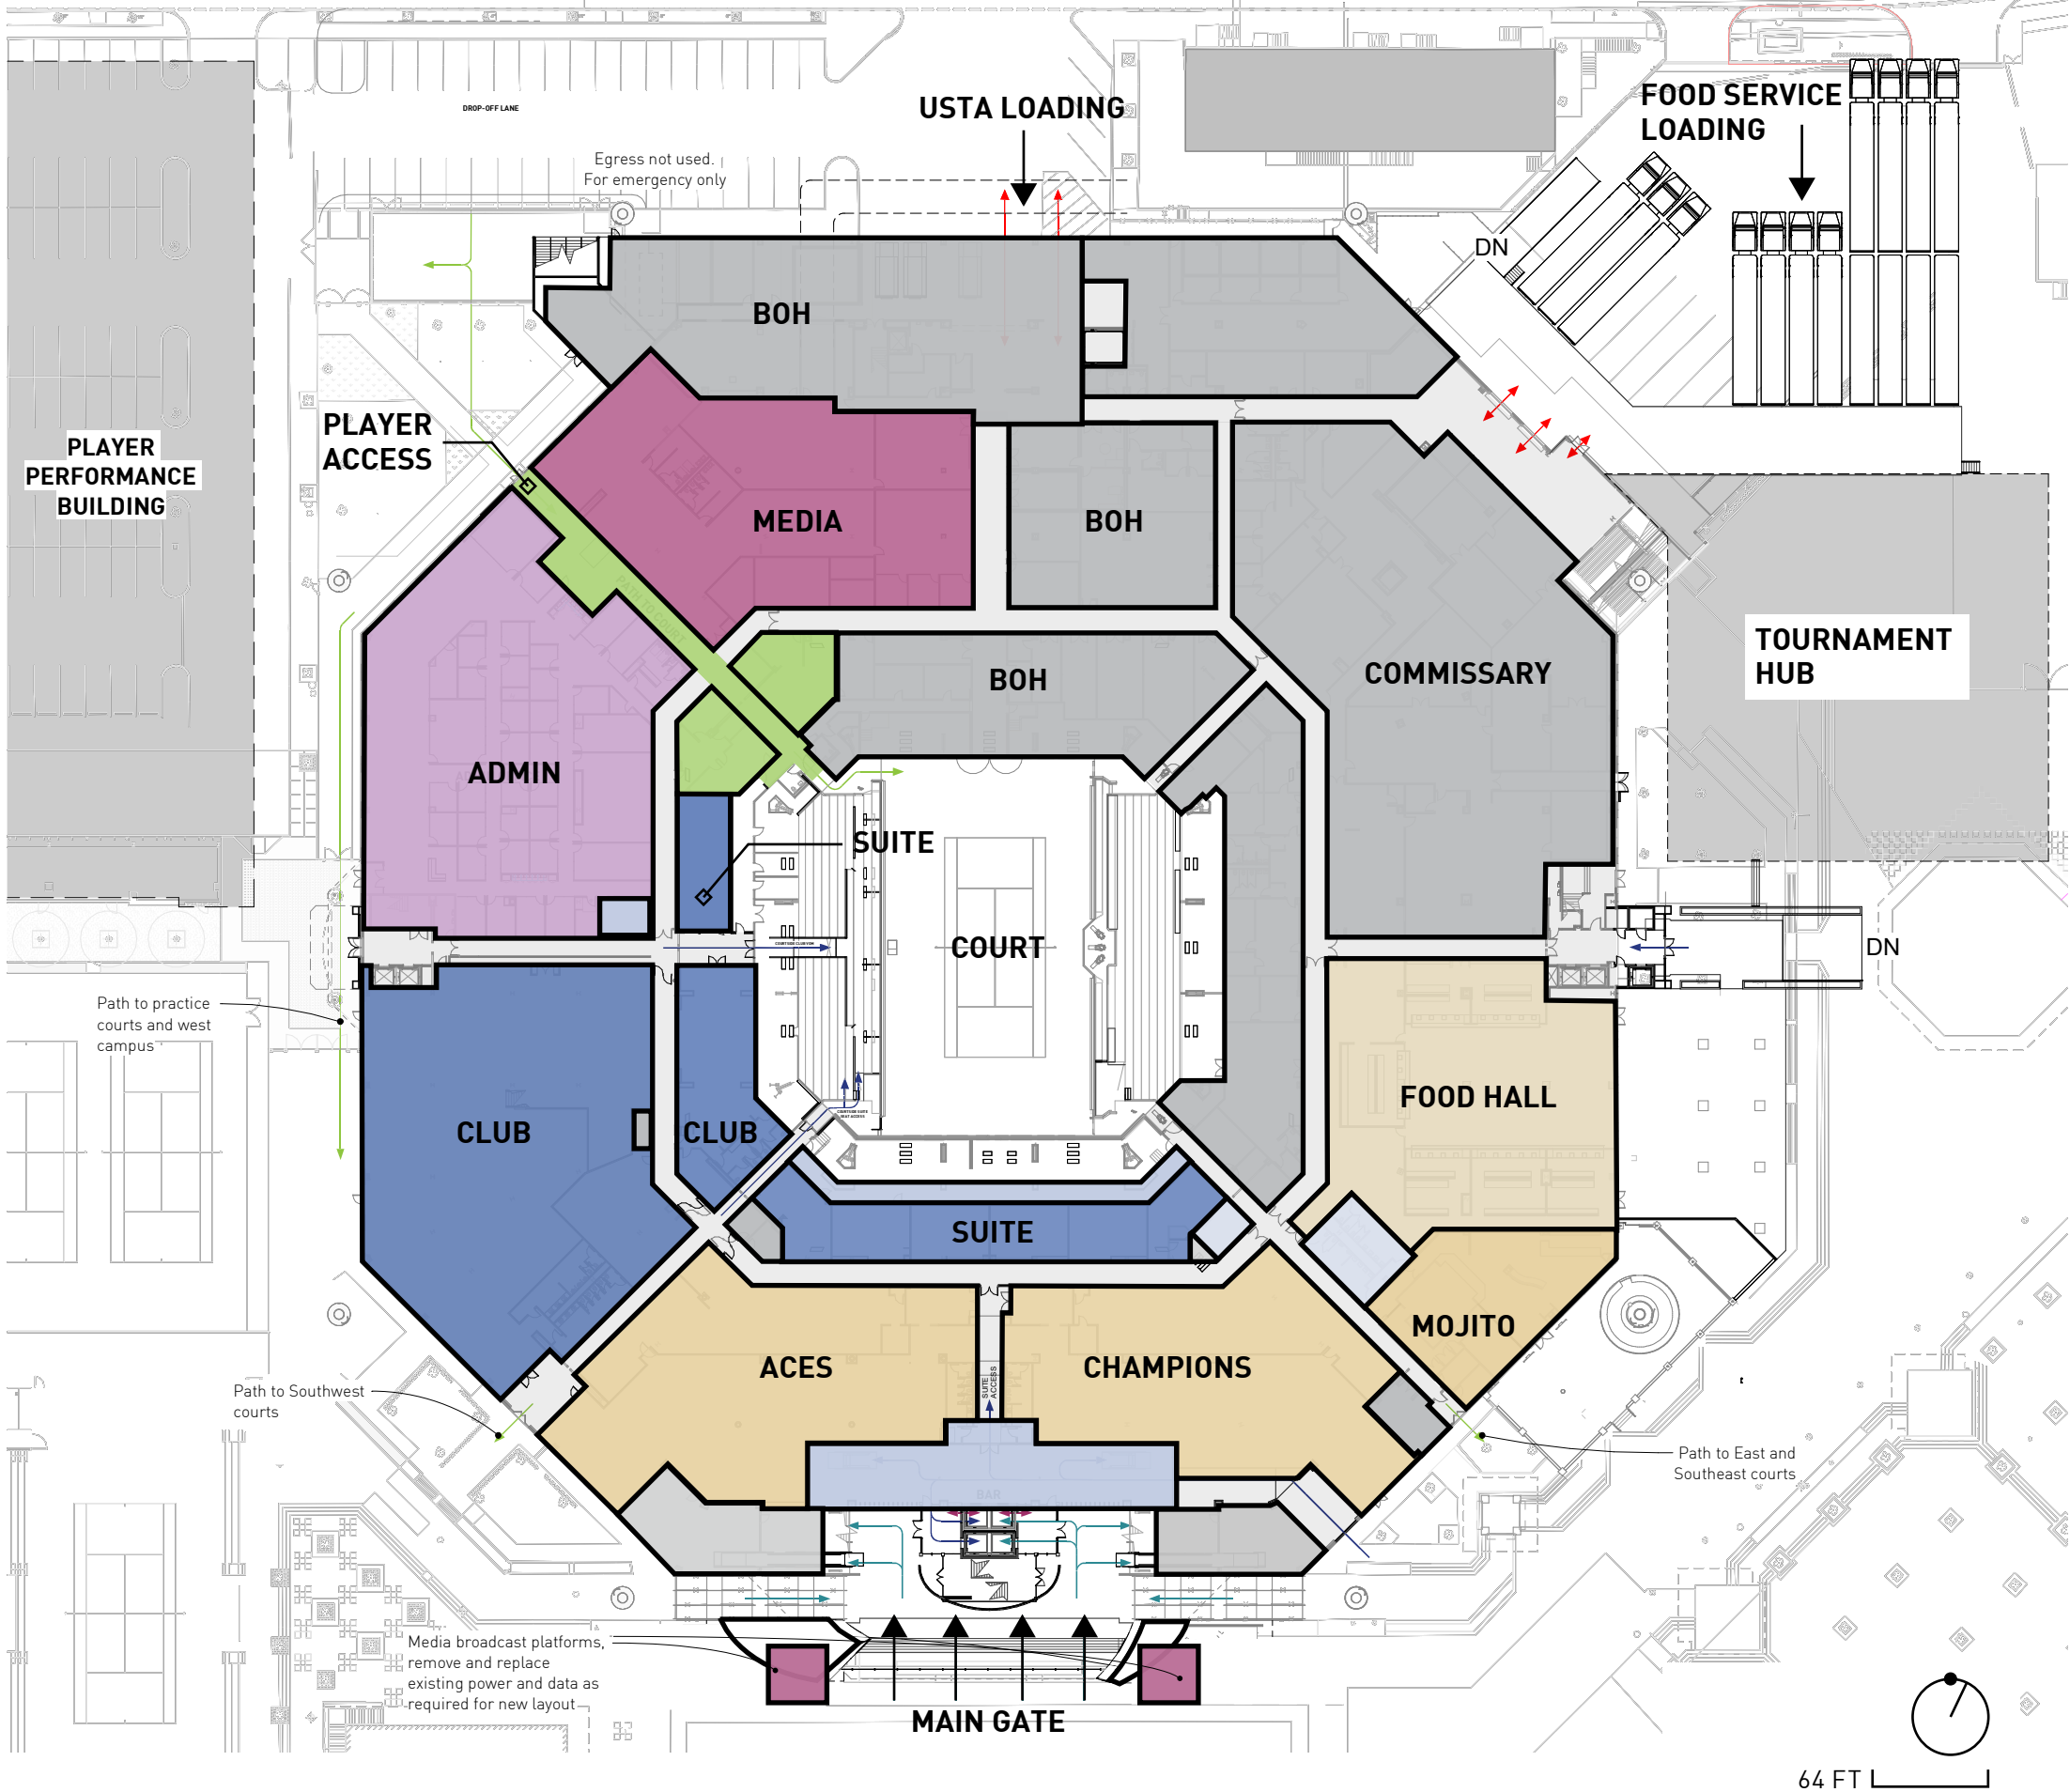 DROP-OFF LANE
USTA LOADING
FOOD SERVICE
LOADING
Egress not used.
For emergency only
DN
BOH
PLAYER
ACCESS
PLAYER
PERFORMANCE
BUILDING
MEDIA
BOH
PATH TO COURT
TOURNAMENT
HUB
COMMISSARY
BOH
ADMIN
SUITE
COURT
DN
Path to practice
courts and west
campus
CLUB
CLUB
FOOD HALL
SUITE
MOJITO
ACES
CHAMPIONS
SUITE
ACCESS
Path to Southwest
courts
Path to East and
Southeast courts
BAR
Media broadcast platforms,
remove and replace
existing power and data as
required for new layout
MAIN GATE
64 FT